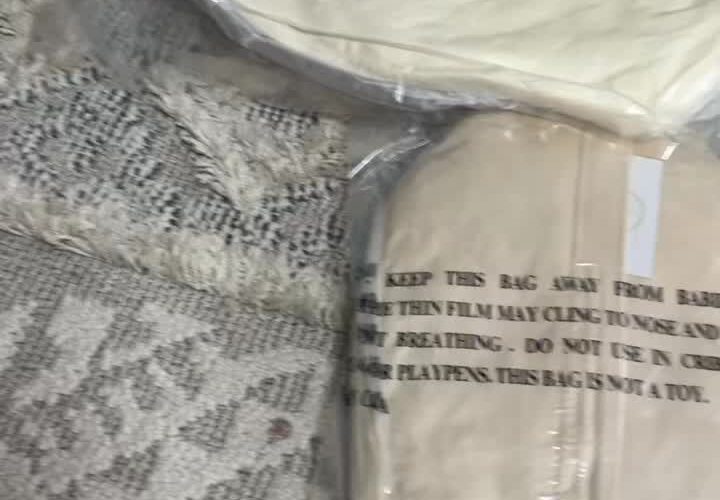 KEEP THIS BAG AWAY FROM
THE THIN FILM MAY CLING TO NOSE AND
BREATHING. DO NOT USE IN
PLAYPENS. THIS BAG IS NOT A TOY.